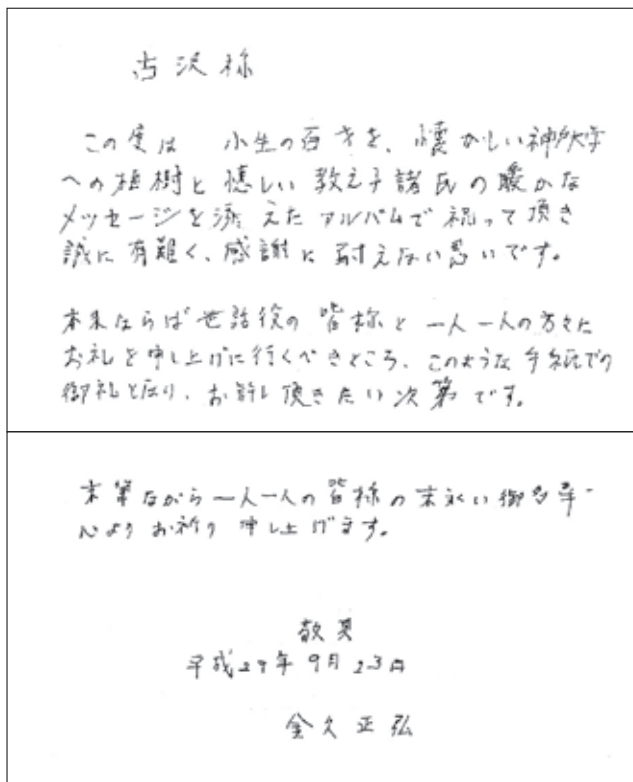 古沢様
この度は 小生の百才を、懐かしい神戸大学
への植樹と懐しい教え子諸氏の暖かな
メッセージを添えたアルバムで祝って頂き
誠に有難く、感謝に耐えない思いです。
本来ならば世話役の皆様と一人一人の方々に
お礼を申し上げに行くべきところ、このような手紙での
御礼となり、お許し頂きたい次第です。
末筆ながら一人一人の皆様の末永い御多幸
心よりお祈り申し上げます。
敬具
平成29年9月23日
金久正弘